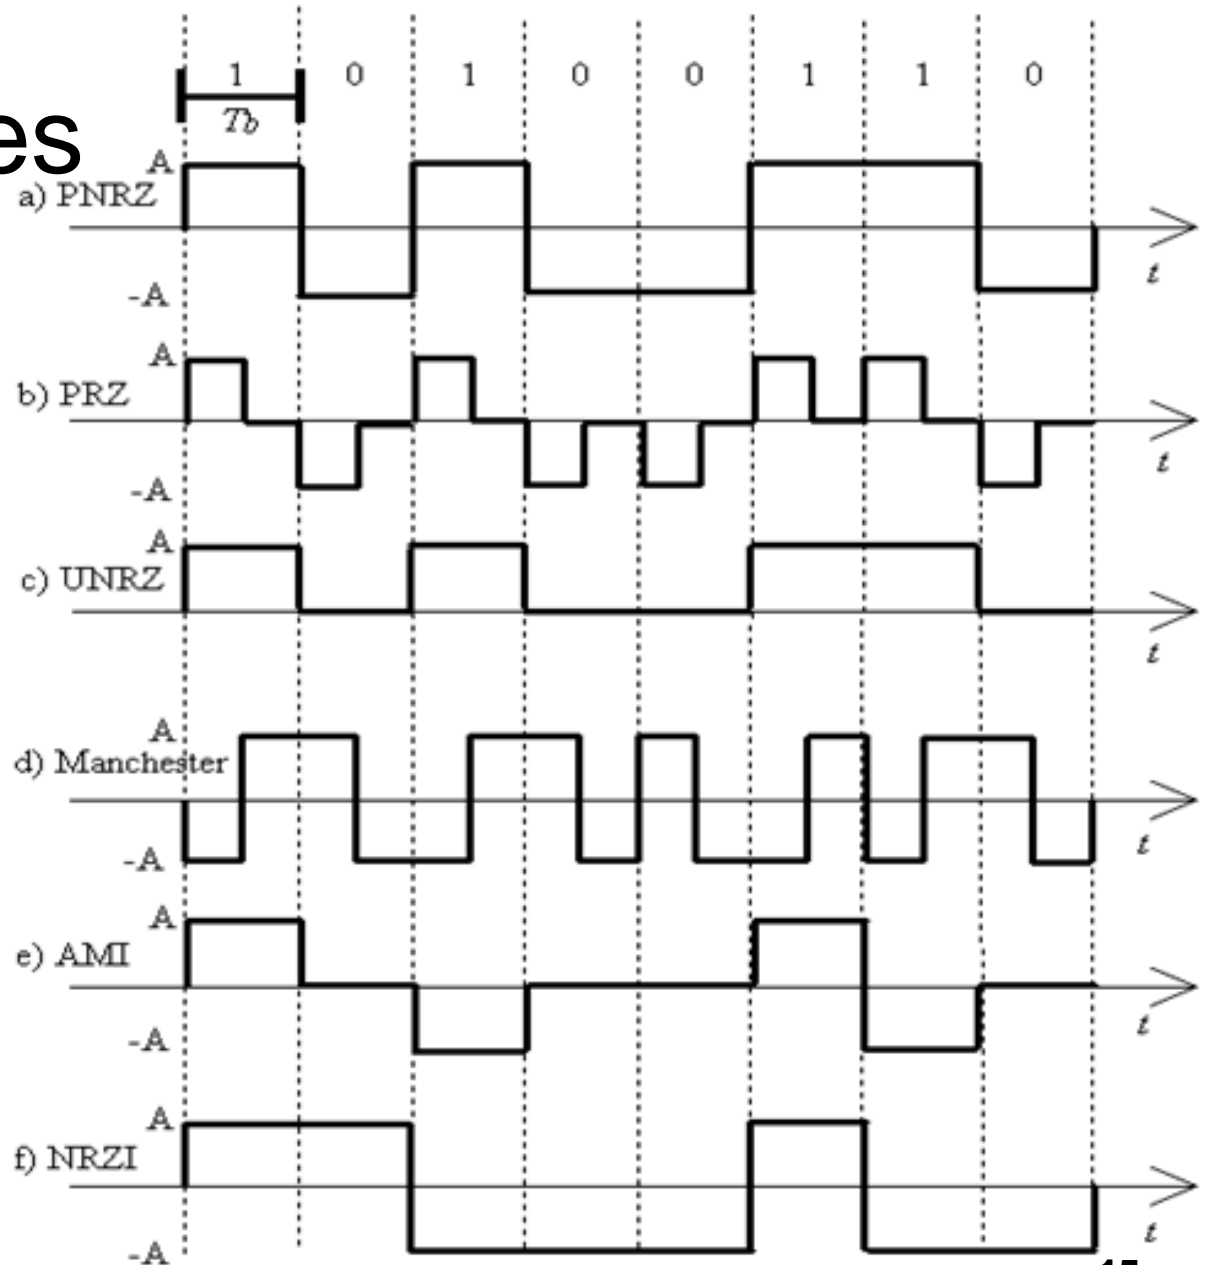 1 0 1 0 0 1 1 0
Tb
es
A
a) PNRZ
-A
t
A
b) PRZ
-A
t
A
c) UNRZ
t
A
d) Manchester
-A
t
A
e) AMI
-A
t
A
f) NRZI
-A
t